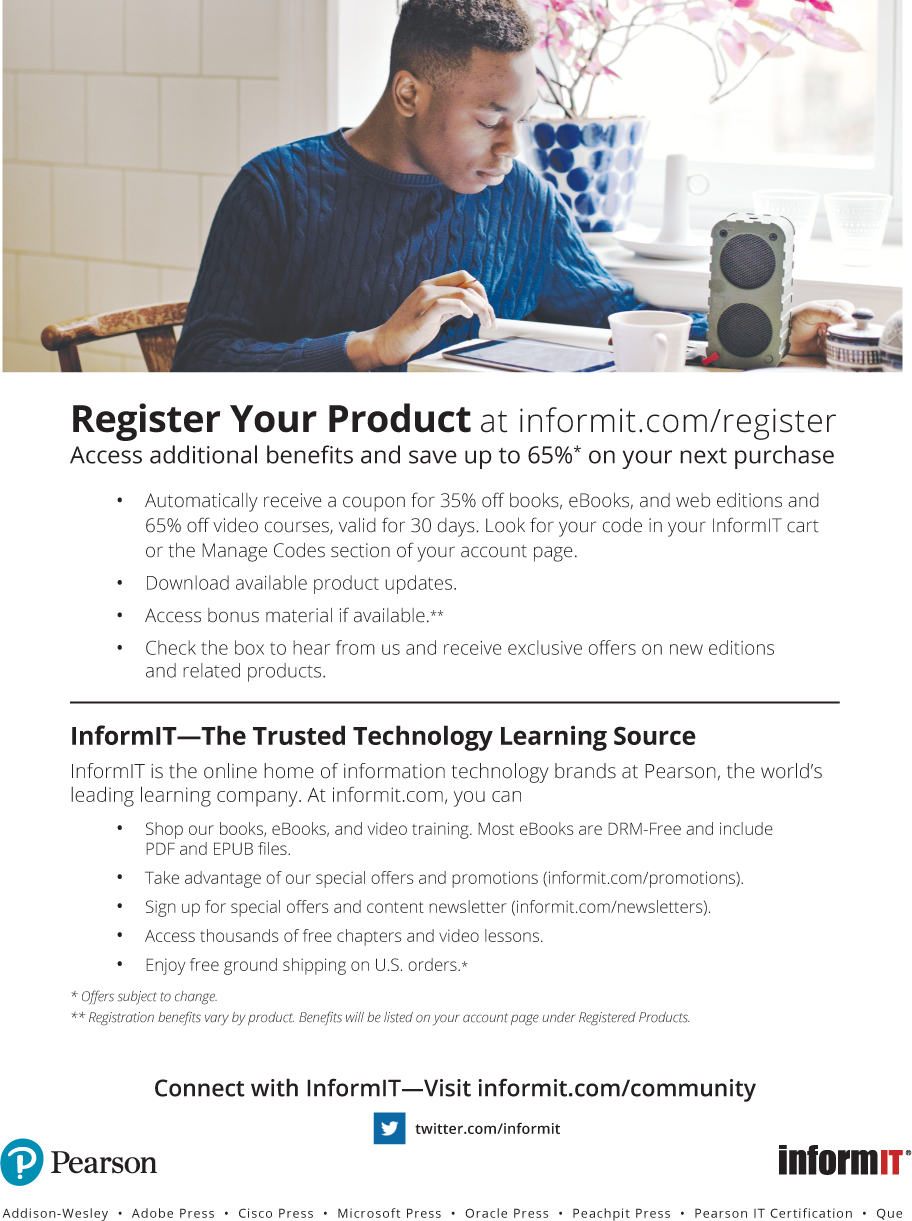 Register Your Product at informit.com/register
Access additional benefits and save up to 65%* on your next purchase
• Automatically receive a coupon for 35% off books, eBooks, and web editions and
65% off video courses, valid for 30 days. Look for your code in your InformIT cart
or the Manage Codes section of your account page.
• Download available product updates.
• Access bonus material if available.**
• Check the box to hear from us and receive exclusive offers on new editions
and related products.
InformIT—The Trusted Technology Learning Source
InformIT is the online home of information technology brands at Pearson, the world’s
leading learning company. At informit.com, you can
• Shop our books, eBooks, and video training. Most eBooks are DRM-Free and include
PDF and EPUB files.
• Take advantage of our special offers and promotions (informit.com/promotions).
• Sign up for special offers and content newsletter (informit.com/newsletters).
• Access thousands of free chapters and video lessons.
• Enjoy free ground shipping on U.S. orders.*
* Offers subject to change.
** Registration benefits vary by product. Benefits will be listed on your account page under Registered Products.
Connect with InformIT—Visit informit.com/community
twitter.com/informit
P Pearson
informIT®
Addison-Wesley • Adobe Press • Cisco Press • Microsoft Press • Oracle Press • Peachpit Press • Pearson IT Certification • Que